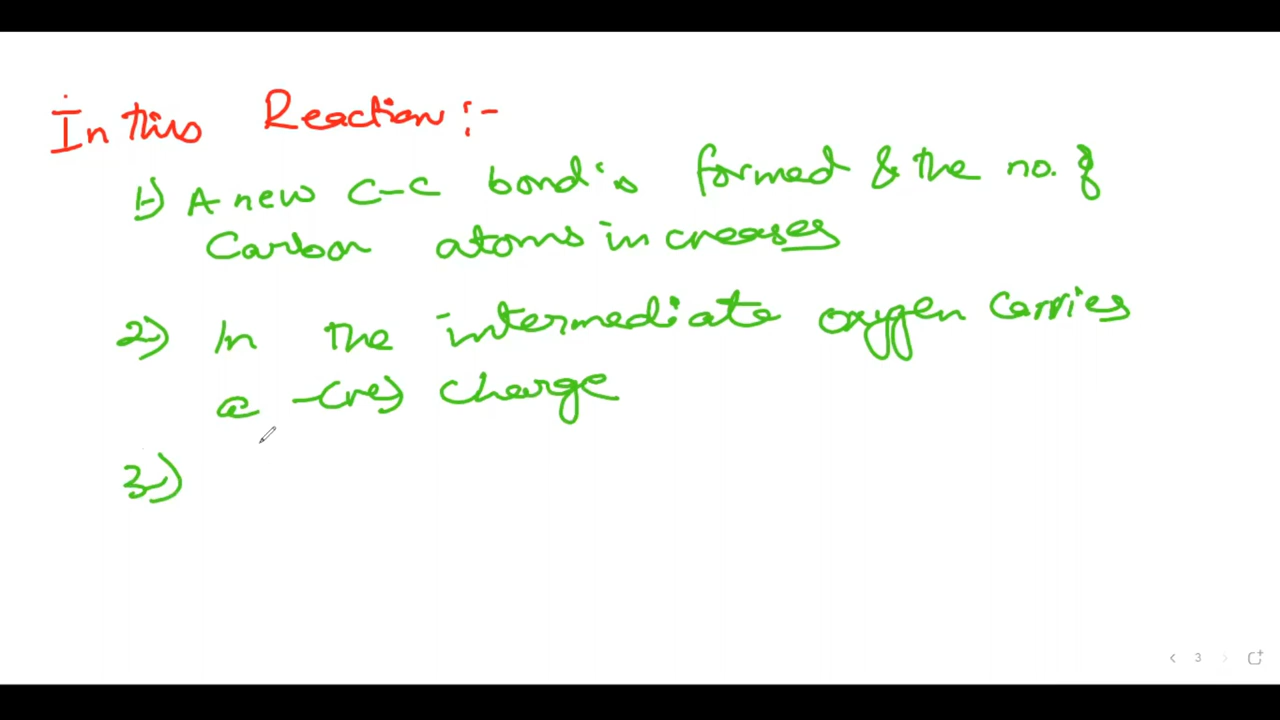 In this Reaction :-
1) A new C-C bond is formed & the no. of
Carbon atoms increases
2) In the intermediate oxygen carries
a -(ve) charge
3)
3